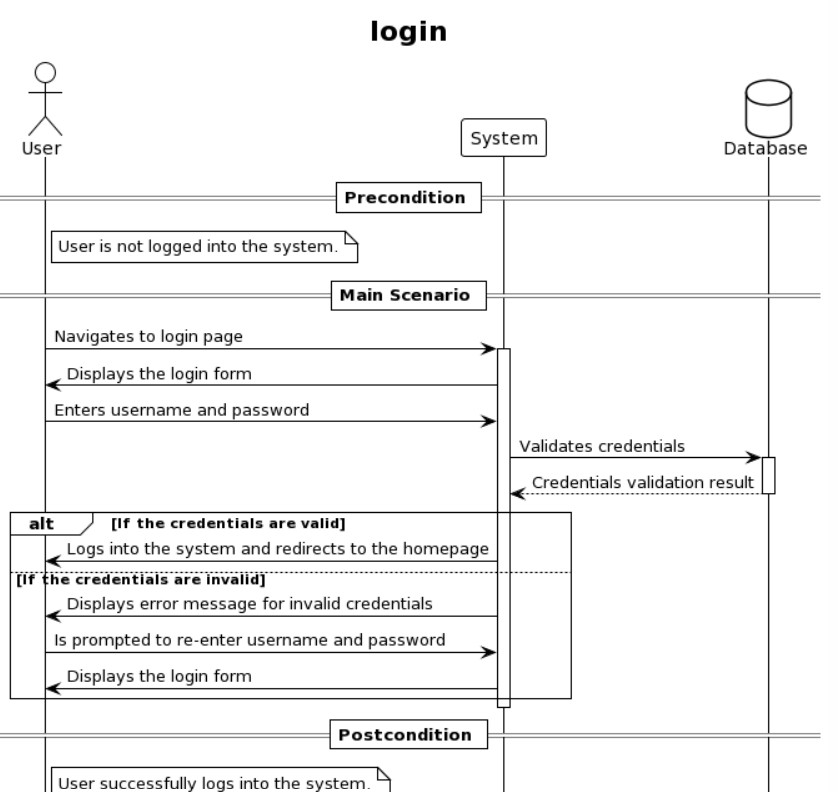 login
User
System
Database
Precondition
User is not logged into the system.
Main Scenario
Navigates to login page
Displays the login form
Enters username and password
Validates credentials
Credentials validation result
alt [If the credentials are valid]
Logs into the system and redirects to the homepage
[If the credentials are invalid]
Displays error message for invalid credentials
Is prompted to re-enter username and password
Displays the login form
Postcondition
User successfully logs into the system.